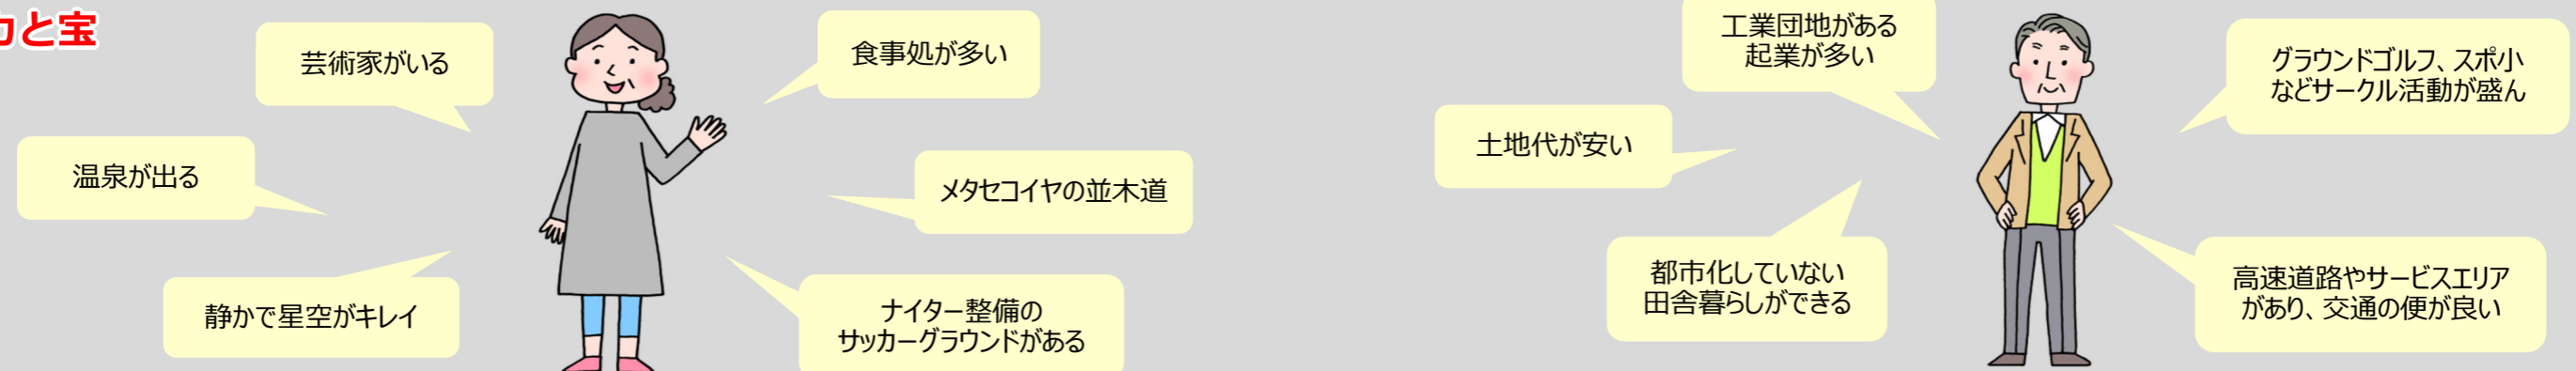 力と宝
芸術家がいる
食事処が多い
温泉が出る
メタセコイヤの並木道
静かで星空がキレイ
ナイター整備の
サッカーグラウンドがある
工業団地がある
起業が多い
グラウンドゴルフ、スポ小
などサークル活動が盛ん
土地代が安い
都市化していない
田舎暮らしができる
高速道路やサービスエリア
があり、交通の便が良い